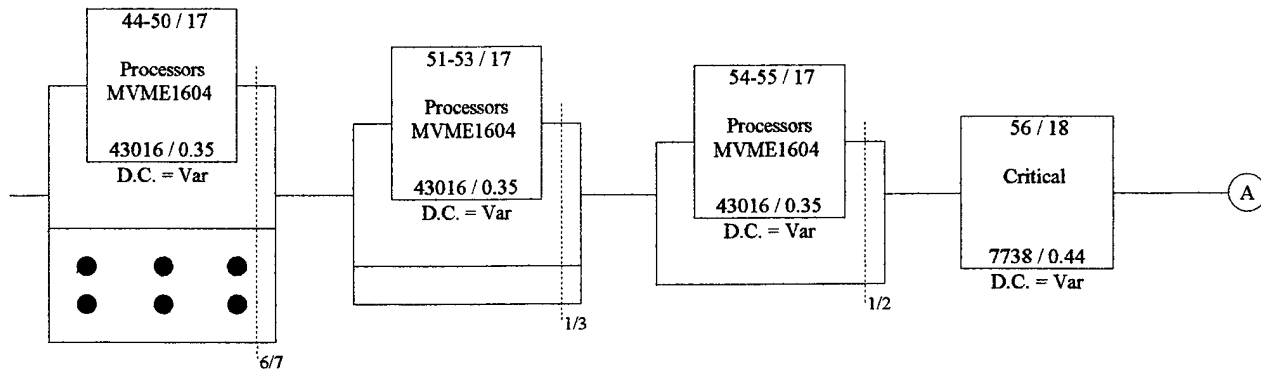 44-50 / 17
Processors
MVME1604
43016 / 0.35
D.C. = Var
6/7
51-53 / 17
Processors
MVME1604
43016 / 0.35
D.C. = Var
1/3
54-55 / 17
Processors
MVME1604
43016 / 0.35
D.C. = Var
1/2
56 / 18
Critical
7738 / 0.44
D.C. = Var
A